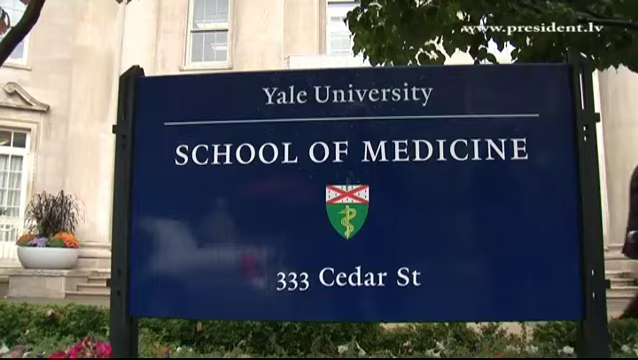 www.president.lv
Yale University
SCHOOL OF MEDICINE
333 Cedar St